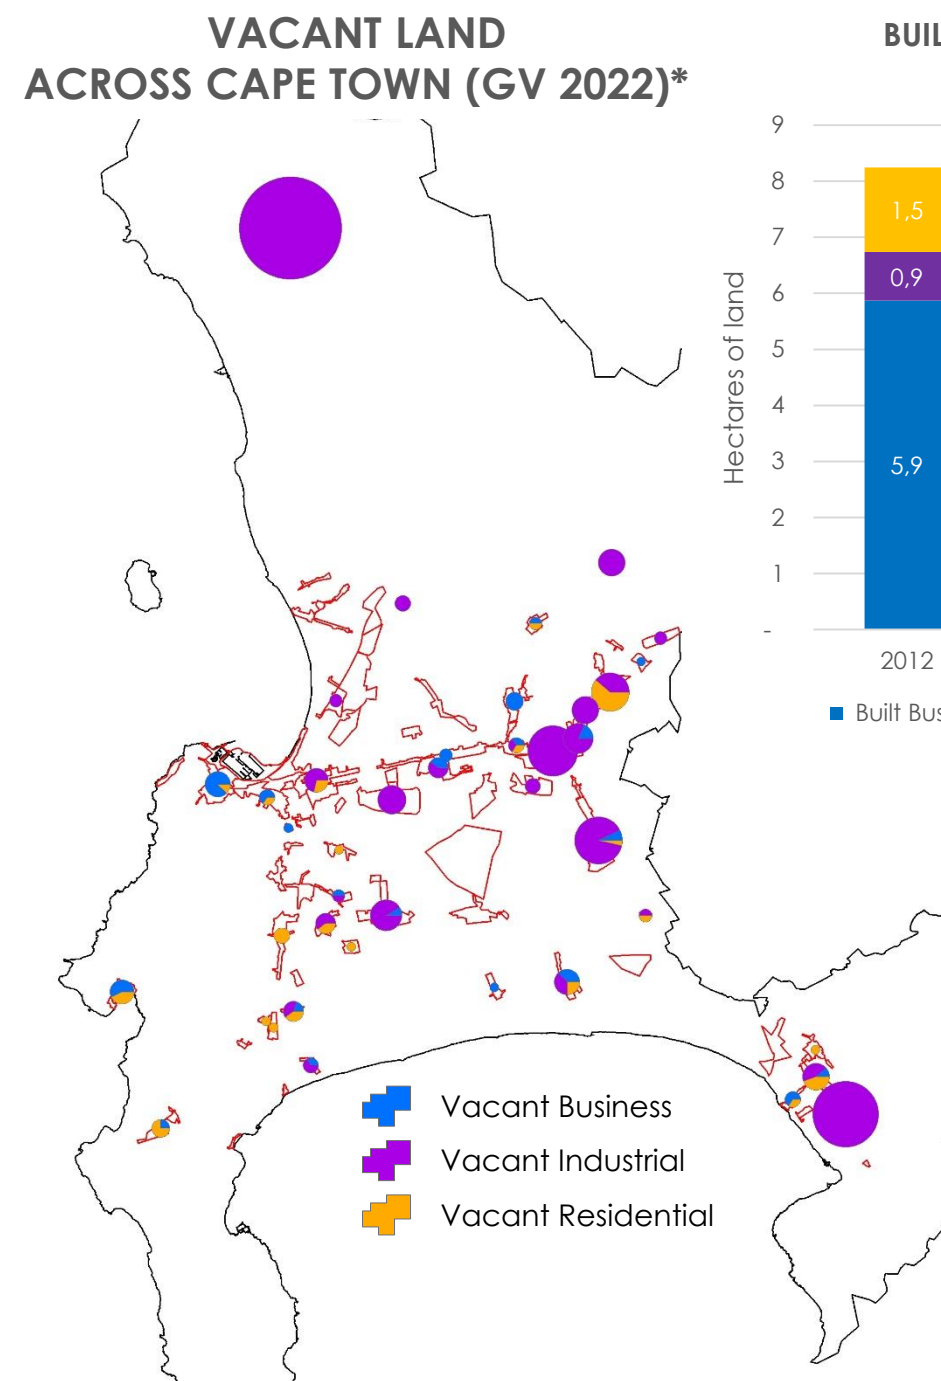 VACANT LAND
ACROSS CAPE TOWN (GV 2022)*
Vacant Business
Vacant Industrial
Vacant Residential
BUIL
Hectares of land
9
8
7
6
5
4
3
2
1
-
1,5
0,9
5,9
2012
Built Bus